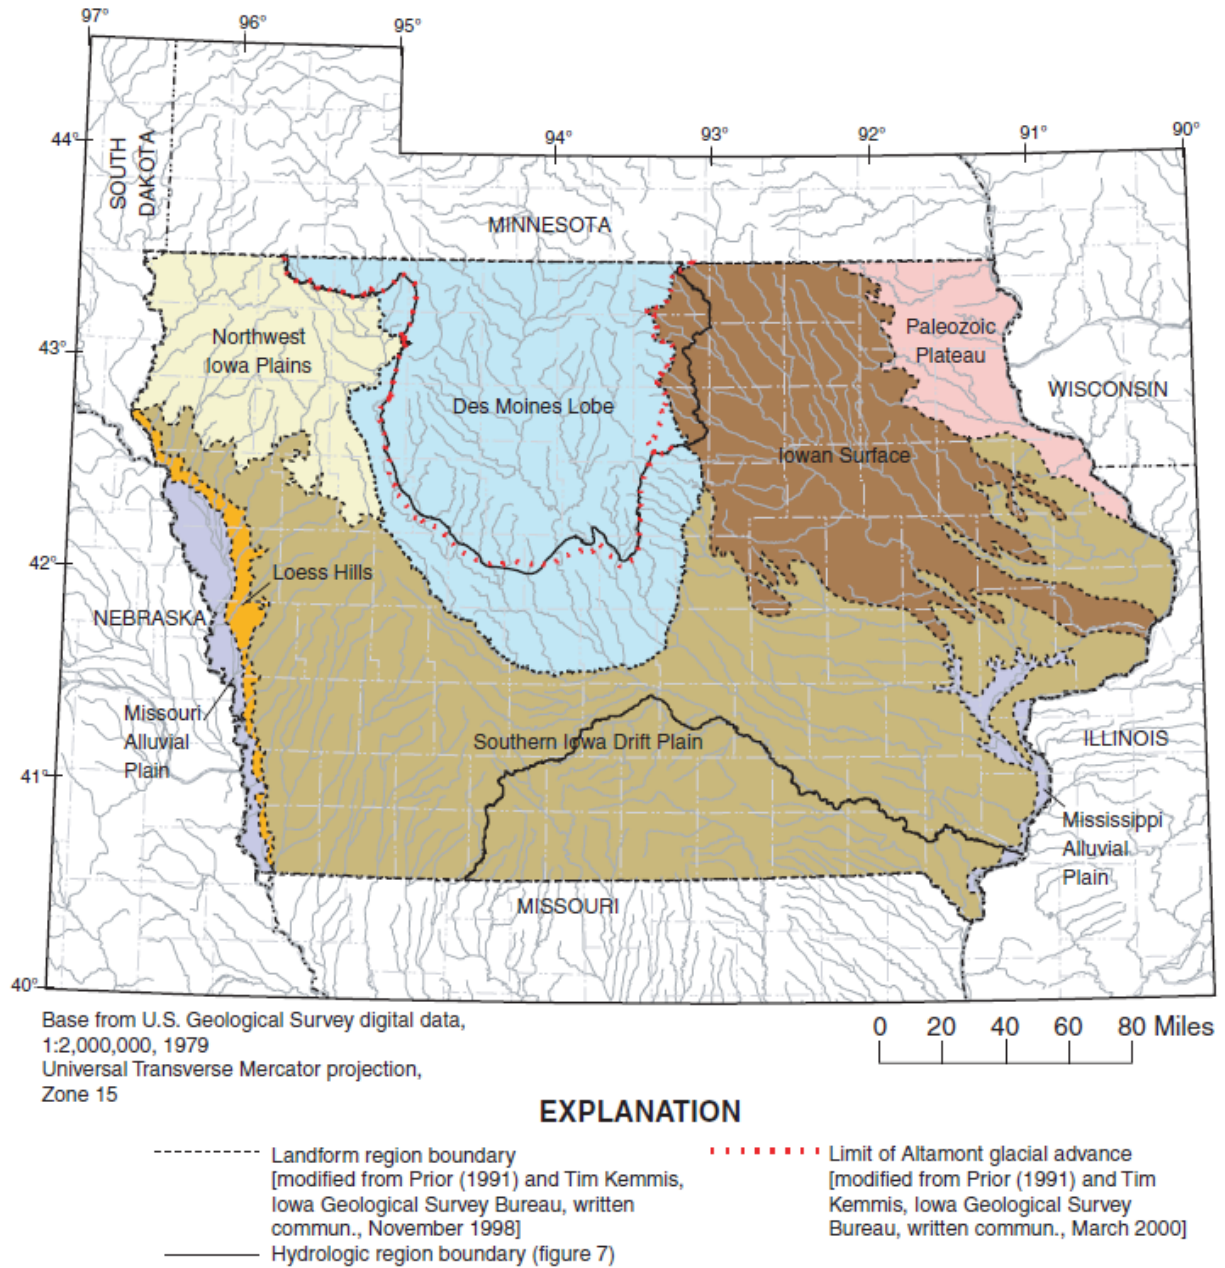 97°
96°
95°
44°
94°
93°
92°
91°
90°
SOUTH
DAKOTA
MINNESOTA
Northwest
Iowa Plains
Paleozoic
Plateau
43°
WISCONSIN
Des Moines Lobe
Iowan Surface
42°
Loess Hills
NEBRASKA
Missouri
Alluvial
Plain
Southern Iowa Drift Plain
ILLINOIS
41°
Mississippi
Alluvial
Plain
MISSOURI
40°
Base from U.S. Geological Survey digital data,
1:2,000,000, 1979
Universal Transverse Mercator projection,
Zone 15
0 20 40 60 80 Miles
EXPLANATION
Landform region boundary
[modified from Prior (1991) and Tim Kemmis,
Iowa Geological Survey Bureau, written
commun., November 1998]
Hydrologic region boundary (figure 7)
Limit of Altamont glacial advance
[modified from Prior (1991) and Tim
Kemmis, Iowa Geological Survey
Bureau, written commun., March 2000]